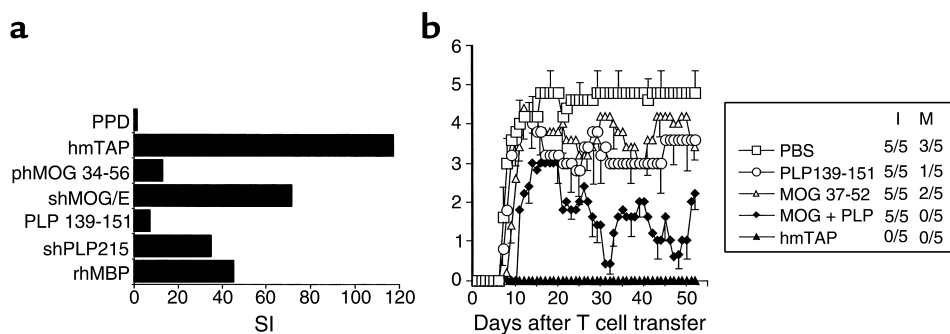 a
PPD
hmTAP
phMOG 34-56
shMOG/E
PLP 139-151
shPLP215
rhMBP
0 20 40 60 80 100 120
SI
b
6
5
4
3
2
1
0
0 10 20 30 40 50
Days after T cell transfer
I M
PBS 5/5 3/5
PLP139-151 5/5 1/5
MOG 37-52 5/5 2/5
MOG + PLP 5/5 0/5
hmTAP 0/5 0/5